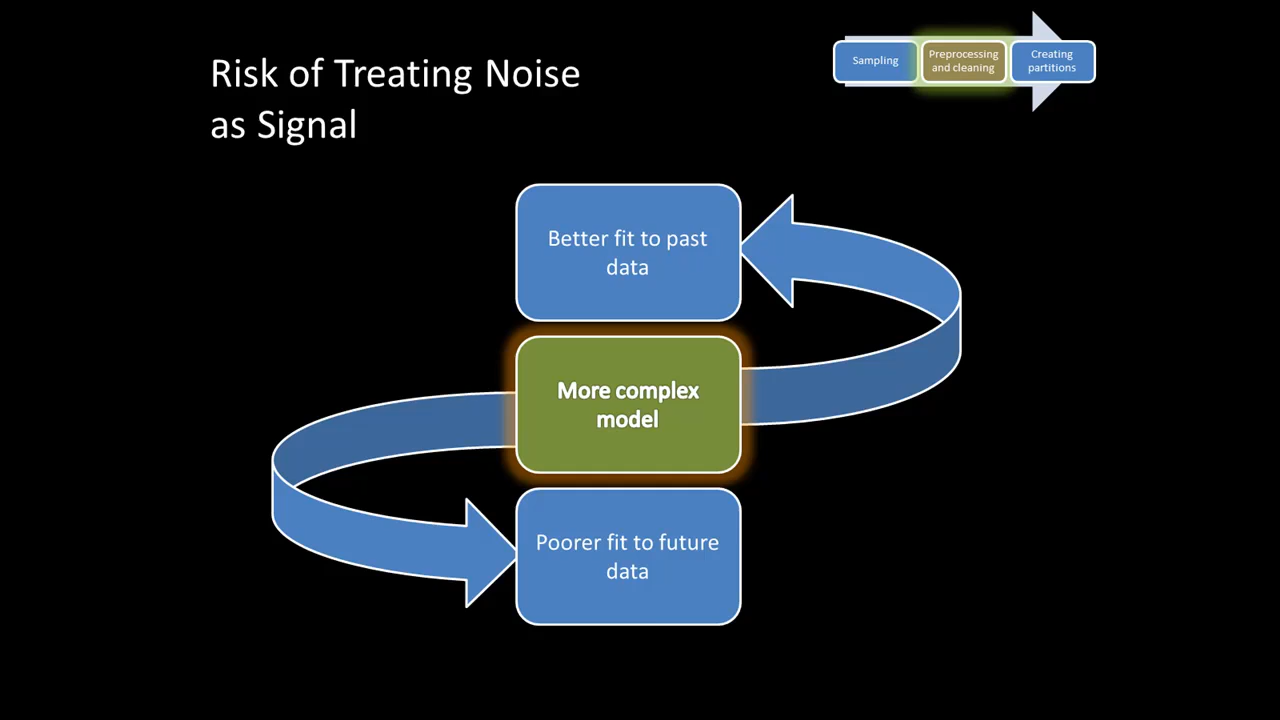 Risk of Treating Noise
as Signal
Sampling
Preprocessing
and cleaning
Creating
partitions
Better fit to past
data
More complex
model
Poorer fit to future
data